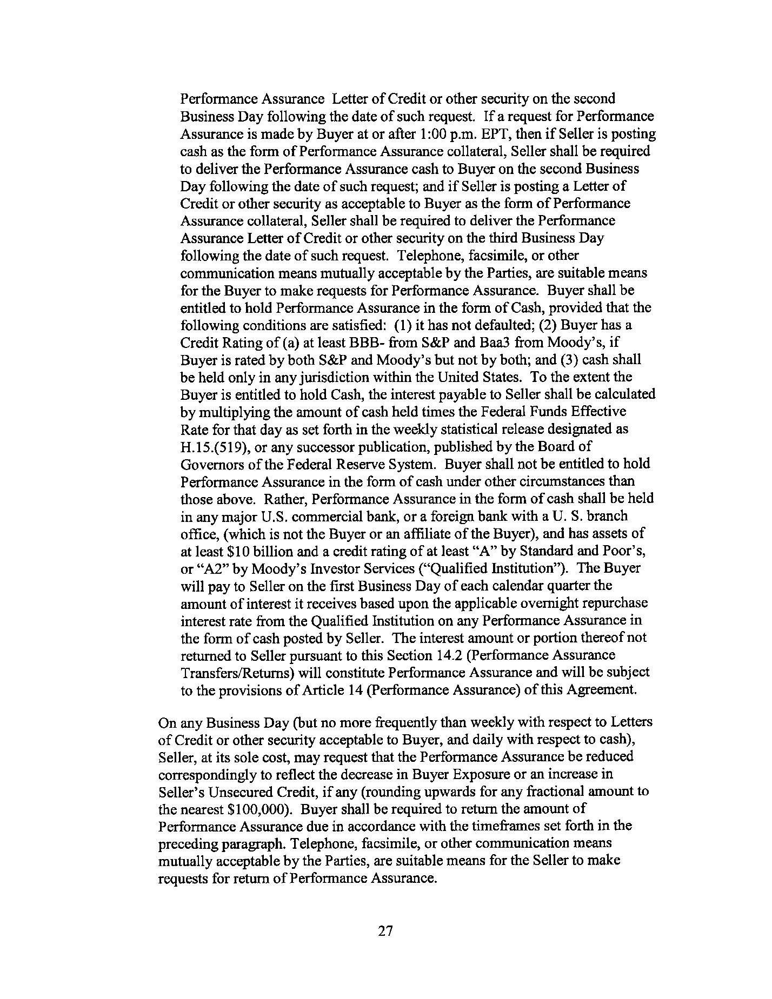 Performance Assurance  Letter of Credit or other security on the second
Business Day following the date of such request.  If a request for Performance
Assurance is made by Buyer at or after 1:00 p.m. EPT, then if Seller is posting
cash as the form of Performance Assurance collateral, Seller shall be required
to deliver the Performance Assurance cash to Buyer on the second Business
Day following the date of such request; and if Seller is posting a Letter of
Credit or other security as acceptable to Buyer as the form of Performance
Assurance collateral, Seller shall be required to deliver the Performance
Assurance Letter of Credit or other security on the third Business Day
following the date of such request.  Telephone, facsimile, or other
communication means mutually acceptable by the Parties, are suitable means
for the Buyer to make requests for Performance Assurance.  Buyer shall be
entitled to hold Performance Assurance in the form of Cash, provided that the
following conditions are satisfied:  (1) it has not defaulted; (2) Buyer has a
Credit Rating of (a) at least BBB- from S&P and Baa3 from Moody's, if
Buyer is rated by both S&P and Moody's but not by both; and (3) cash shall
be held only in any jurisdiction within the United States.  To the extent the
Buyer is entitled to hold Cash, the interest payable to Seller shall be calculated
by multiplying the amount of cash held times the Federal Funds Effective
Rate for that day as set forth in the weekly statistical release designated as
H.15.(519), or any successor publication, published by the Board of
Governors of the Federal Reserve System.  Buyer shall not be entitled to hold
Performance Assurance in the form of cash under other circumstances than
those above.  Rather, Performance Assurance in the form of cash shall be held
in any major U.S. commercial bank, or a foreign bank with a U. S. branch
office, (which is not the Buyer or an affiliate of the Buyer), and has assets of
at least $10 billion and a credit rating of at least “A” by Standard and Poor's,
or “A2” by Moody's Investor Services (“Qualified Institution”).  The Buyer
will pay to Seller on the first Business Day of each calendar quarter the
amount of interest it receives based upon the applicable overnight repurchase
interest rate from the Qualified Institution on any Performance Assurance in
the form of cash posted by Seller.  The interest amount or portion thereof not
returned to Seller pursuant to this Section 14.2 (Performance Assurance
Transfers/Returns) will constitute Performance Assurance and will be subject
to the provisions of Article 14 (Performance Assurance) of this Agreement.
On any Business Day (but no more frequently than weekly with respect to Letters
of Credit or other security acceptable to Buyer, and daily with respect to cash),
Seller, at its sole cost, may request that the Performance Assurance be reduced
correspondingly to reflect the decrease in Buyer Exposure or an increase in
Seller's Unsecured Credit, if any (rounding upwards for any fractional amount to
the nearest $100,000).  Buyer shall be required to return the amount of
Performance Assurance due in accordance with the timeframes set forth in the
preceding paragraph. Telephone, facsimile, or other communication means
mutually acceptable by the Parties, are suitable means for the Seller to make
requests for return of Performance Assurance.
27